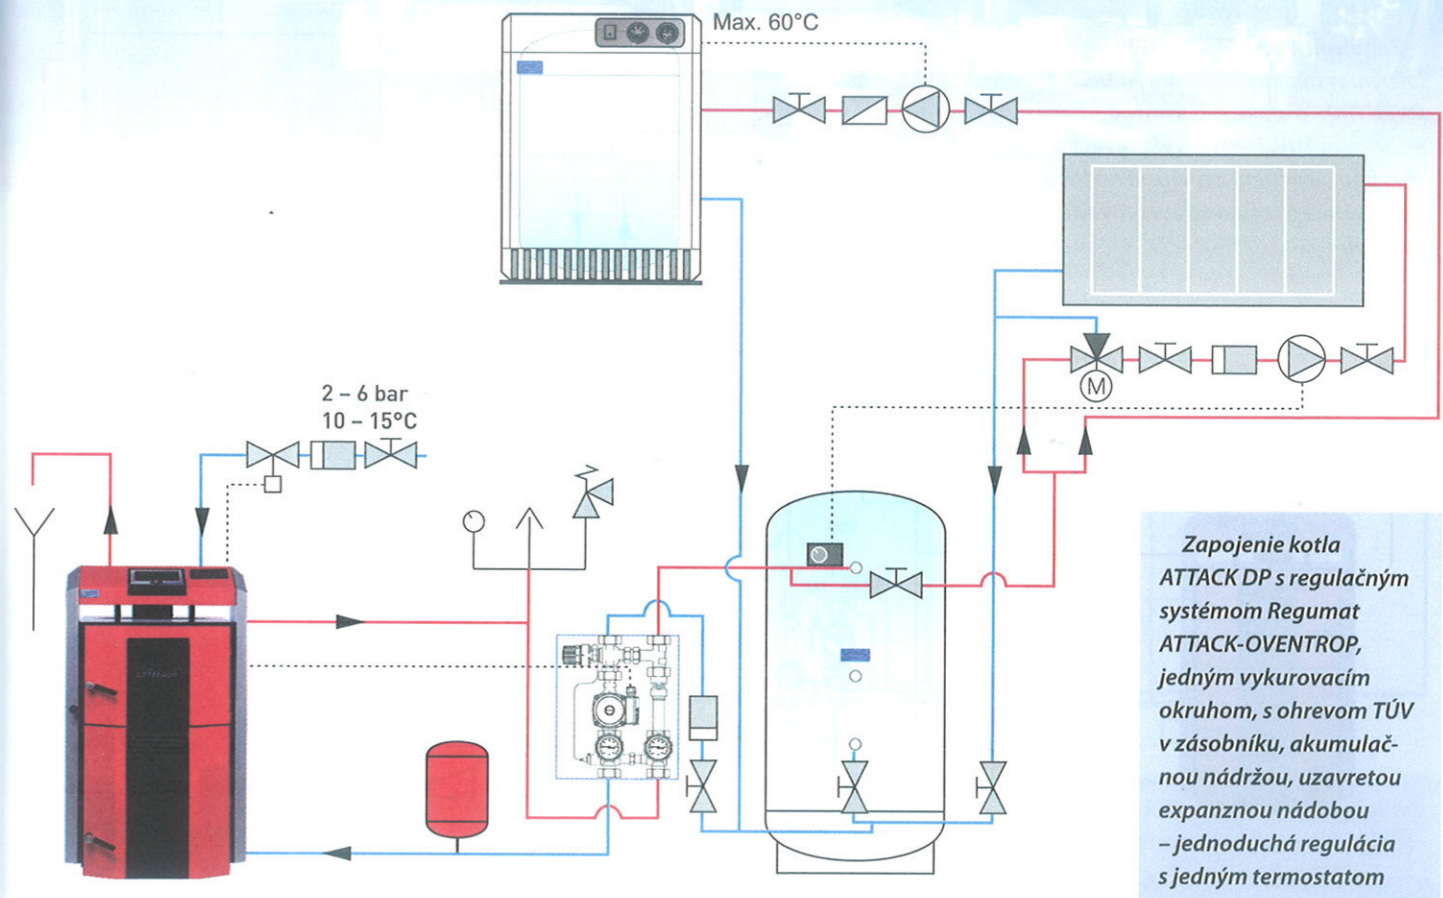 Max. 60°C
2 – 6 bar
10 – 15°C
M
Zapojenie kotla
ATTACK DP s regulačným
systémom Regumat
ATTACK-OVENTROP,
jedným vykurovacím
okruhom, s ohrevom TÚV
v zásobníku, akumulač-
nou nádržou, uzavretou
expanznou nádobou
– jednoduchá regulácia
s jedným termostatom